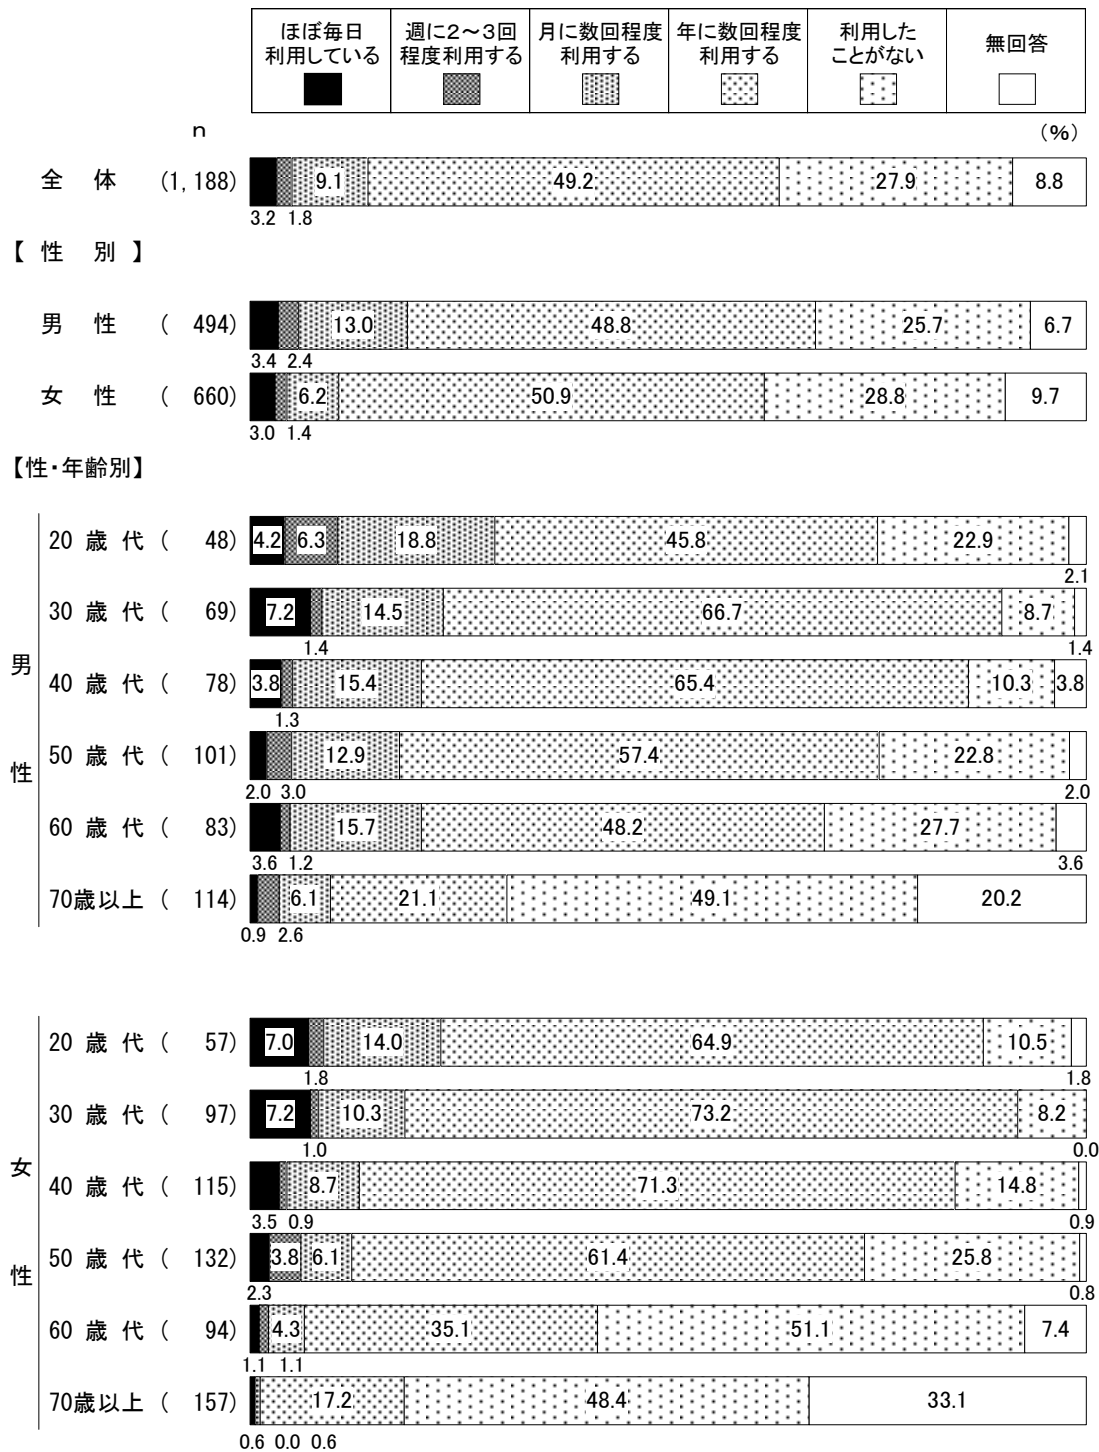 ほぼ毎日 週に2～3回 月に数回程度 年に数回程度 利用した 無回答
利用している 程度利用する 利用する 利用する ことがない
n (%)
全 体 (1,188) 9.1 49.2 27.9 8.8
3.2 1.8
【 性 別 】
男 性 ( 494) 13.0 48.8 25.7 6.7
3.4 2.4
女 性 ( 660) 6.2 50.9 28.8 9.7
3.0 1.4
【性・年齢別】
男性
20 歳 代 ( 48) 4.2 6.3 18.8 45.8 22.9
2.1
30 歳 代 ( 69) 7.2 14.5 66.7 8.7
1.4 1.4
40 歳 代 ( 78) 3.8 15.4 65.4 10.3 3.8
1.3
50 歳 代 ( 101) 12.9 57.4 22.8
2.0 3.0 2.0
60 歳 代 ( 83) 15.7 48.2 27.7
3.6 1.2 3.6
70歳以上 ( 114) 6.1 21.1 49.1 20.2
0.9 2.6
女性
20 歳 代 ( 57) 7.0 14.0 64.9 10.5
1.8 1.8
30 歳 代 ( 97) 7.2 10.3 73.2 8.2
1.0 0.0
40 歳 代 ( 115) 8.7 71.3 14.8
3.5 0.9 0.9
50 歳 代 ( 132) 3.8 6.1 61.4 25.8
2.3 0.8
60 歳 代 ( 94) 4.3 35.1 51.1 7.4
1.1 1.1
70歳以上 ( 157) 17.2 48.4 33.1
0.6 0.0 0.6